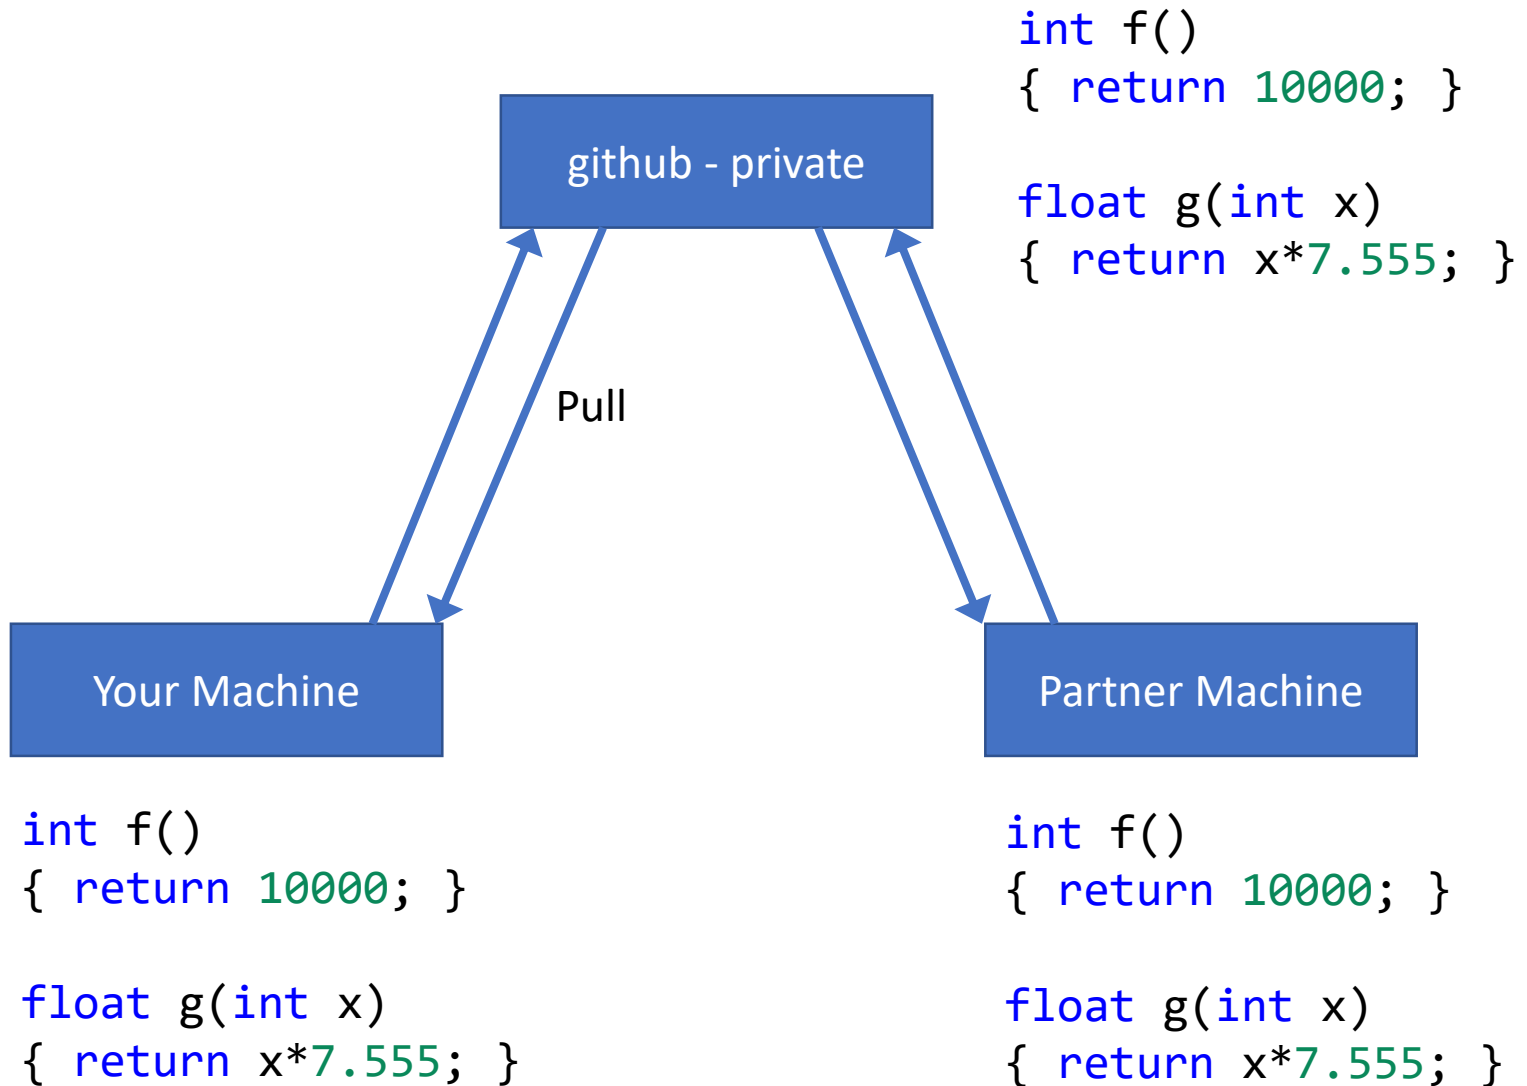 int f()
{ return 10000; }
float g(int x)
{ return x*7.555; }
github - private
Pull
Your Machine
Partner Machine
int f()
{ return 10000; }
float g(int x)
{ return x*7.555; }
int f()
{ return 10000; }
float g(int x)
{ return x*7.555; }